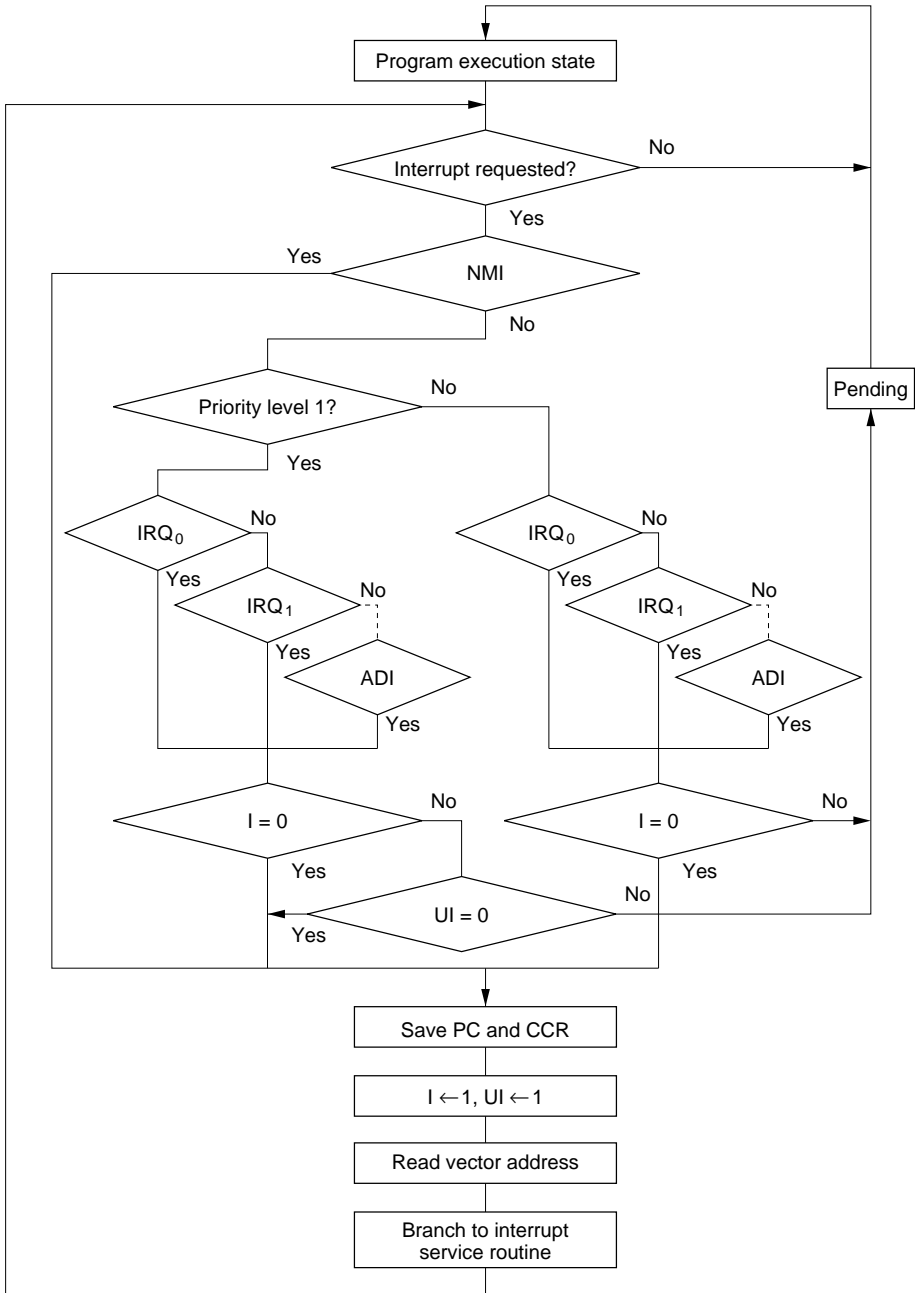 Program execution state
Interrupt requested?
No
Yes
Yes
NMI
No
Priority level 1?
No
Pending
Yes
IRQ₀
No
IRQ₀
No
Yes
IRQ₁
No
Yes
IRQ₁
No
Yes
ADI
Yes
ADI
Yes
Yes
I = 0
No
I = 0
No
Yes
Yes
UI = 0
No
Yes
Save PC and CCR
I ←1, UI ←1
Read vector address
Branch to interrupt
service routine